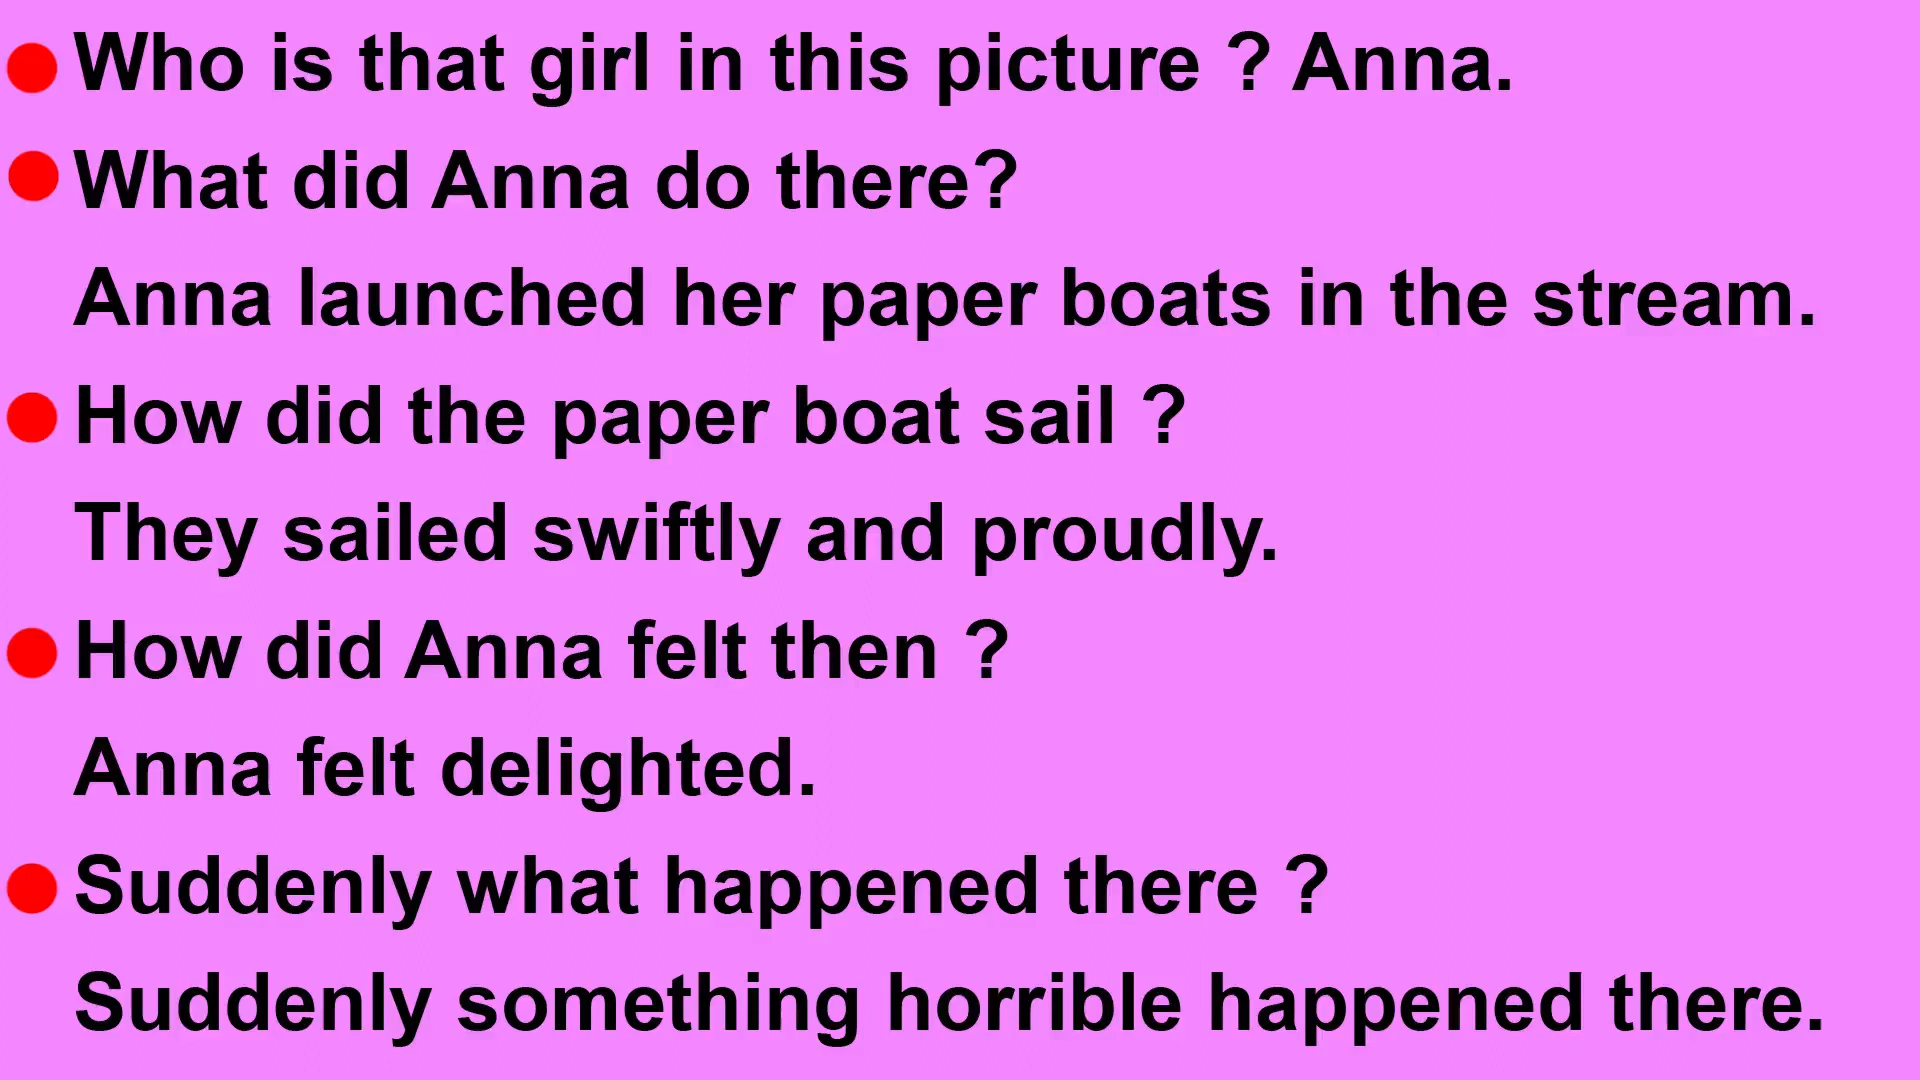 Who is that girl in this picture ? Anna.
What did Anna do there?
Anna launched her paper boats in the stream.
How did the paper boat sail ?
They sailed swiftly and proudly.
How did Anna felt then ?
Anna felt delighted.
Suddenly what happened there ?
Suddenly something horrible happened there.